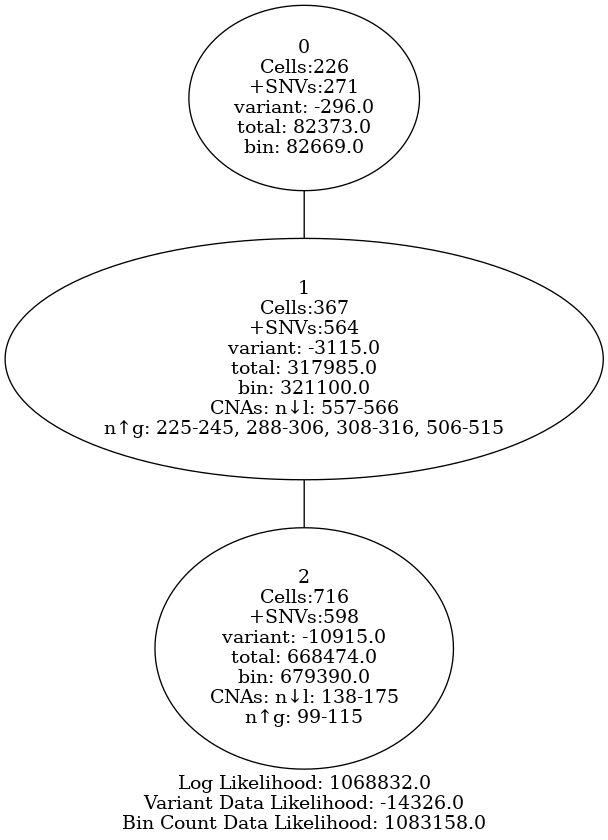 0
Cells:226
+SNVs:271
variant: -296.0
total: 82373.0
bin: 82669.0
1
Cells:367
+SNVs:564
variant: -3115.0
total: 317985.0
bin: 321100.0
CNAs: n↓l: 557-566
n↑g: 225-245, 288-306, 308-316, 506-515
2
Cells:716
+SNVs:598
variant: -10915.0
total: 668474.0
bin: 679390.0
CNAs: n↓l: 138-175
n↑g: 99-115
Log Likelihood: 1068832.0
Variant Data Likelihood: -14326.0
Bin Count Data Likelihood: 1083158.0